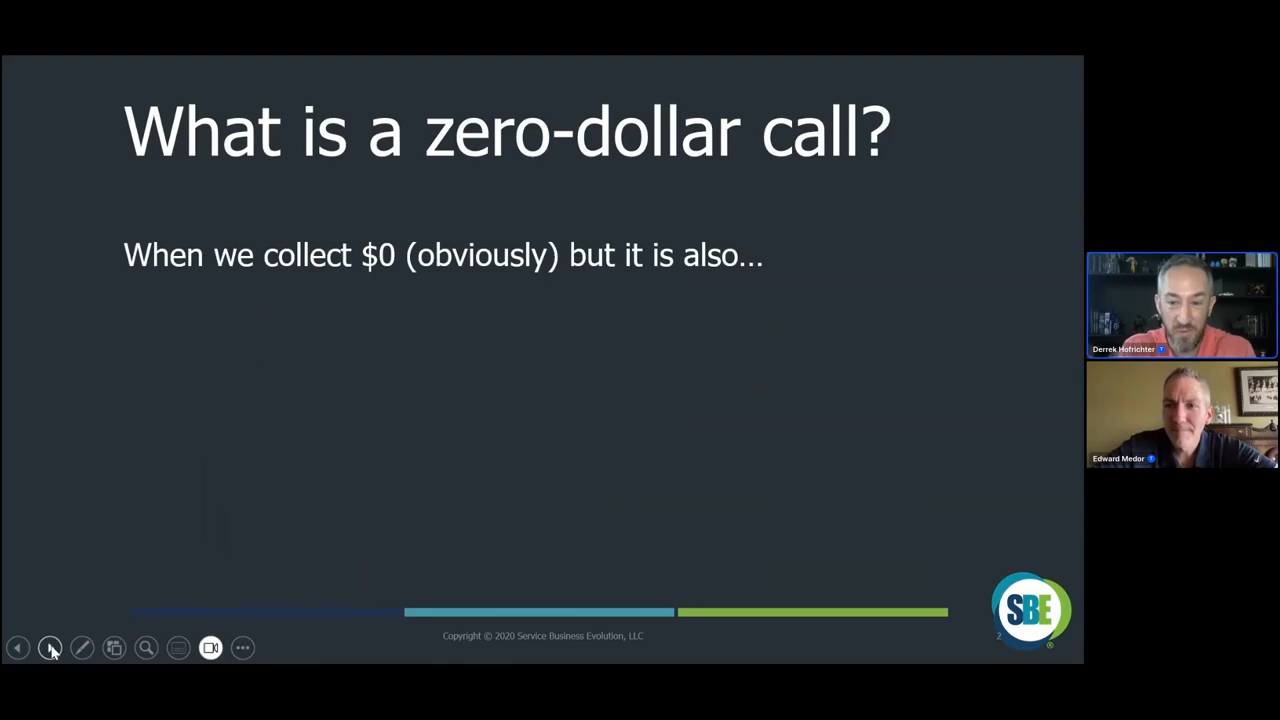 What is a zero-dollar call?
When we collect $0 (obviously) but it is also...
Derrek Hofrichter
Edward Medor
SBE
®
Copyright © 2020 Service Business Evolution, LLC
2